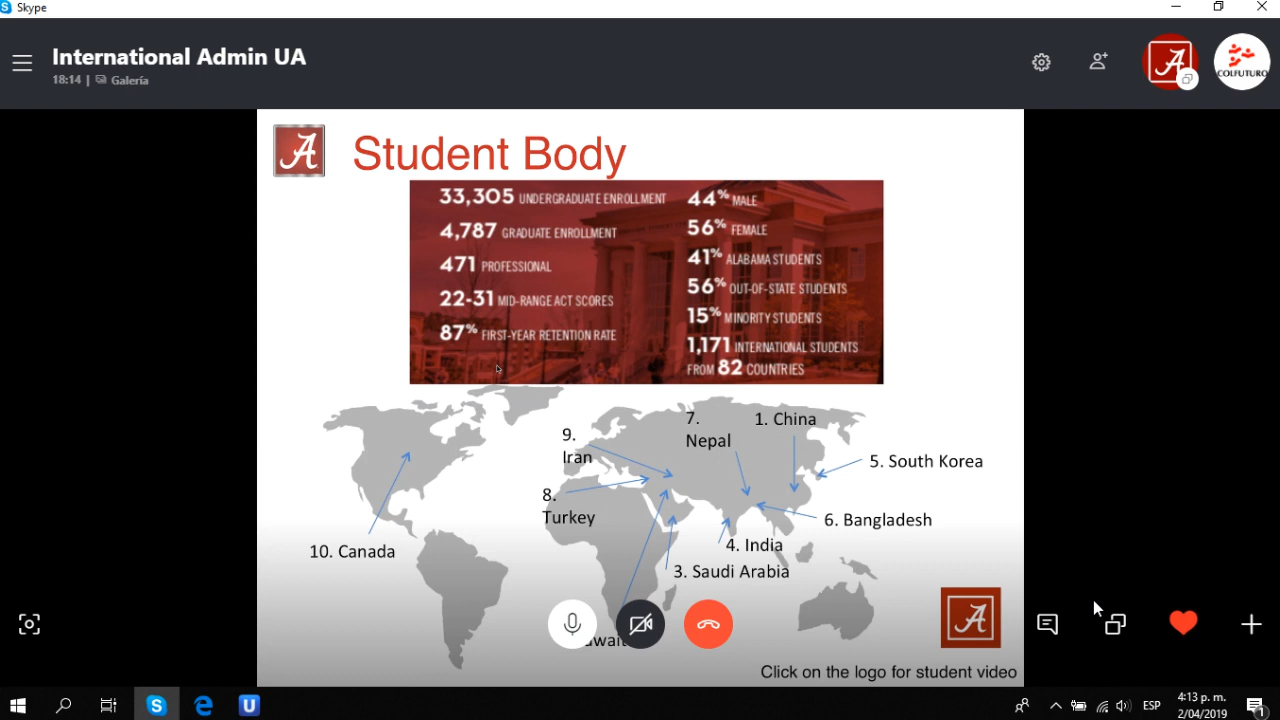 Skype
International Admin UA
18:14 | Galería
COLFUTURO
A
Student Body
33,305 UNDERGRADUATE ENROLLMENT
4,787 GRADUATE ENROLLMENT
471 PROFESSIONAL
22-31 MID-RANGE ACT SCORES
87% FIRST-YEAR RETENTION RATE
44% MALE
56% FEMALE
41% ALABAMA STUDENTS
56% OUT-OF-STATE STUDENTS
15% MINORITY STUDENTS
1,171 INTERNATIONAL STUDENTS
FROM 82 COUNTRIES
7.
Nepal
1. China
9.
Iran
5. South Korea
8.
Turkey
6. Bangladesh
10. Canada
4. India
3. Saudi Arabia
A
Click on the logo for student video
4:13 p. m.
ESP
2/04/2019
1